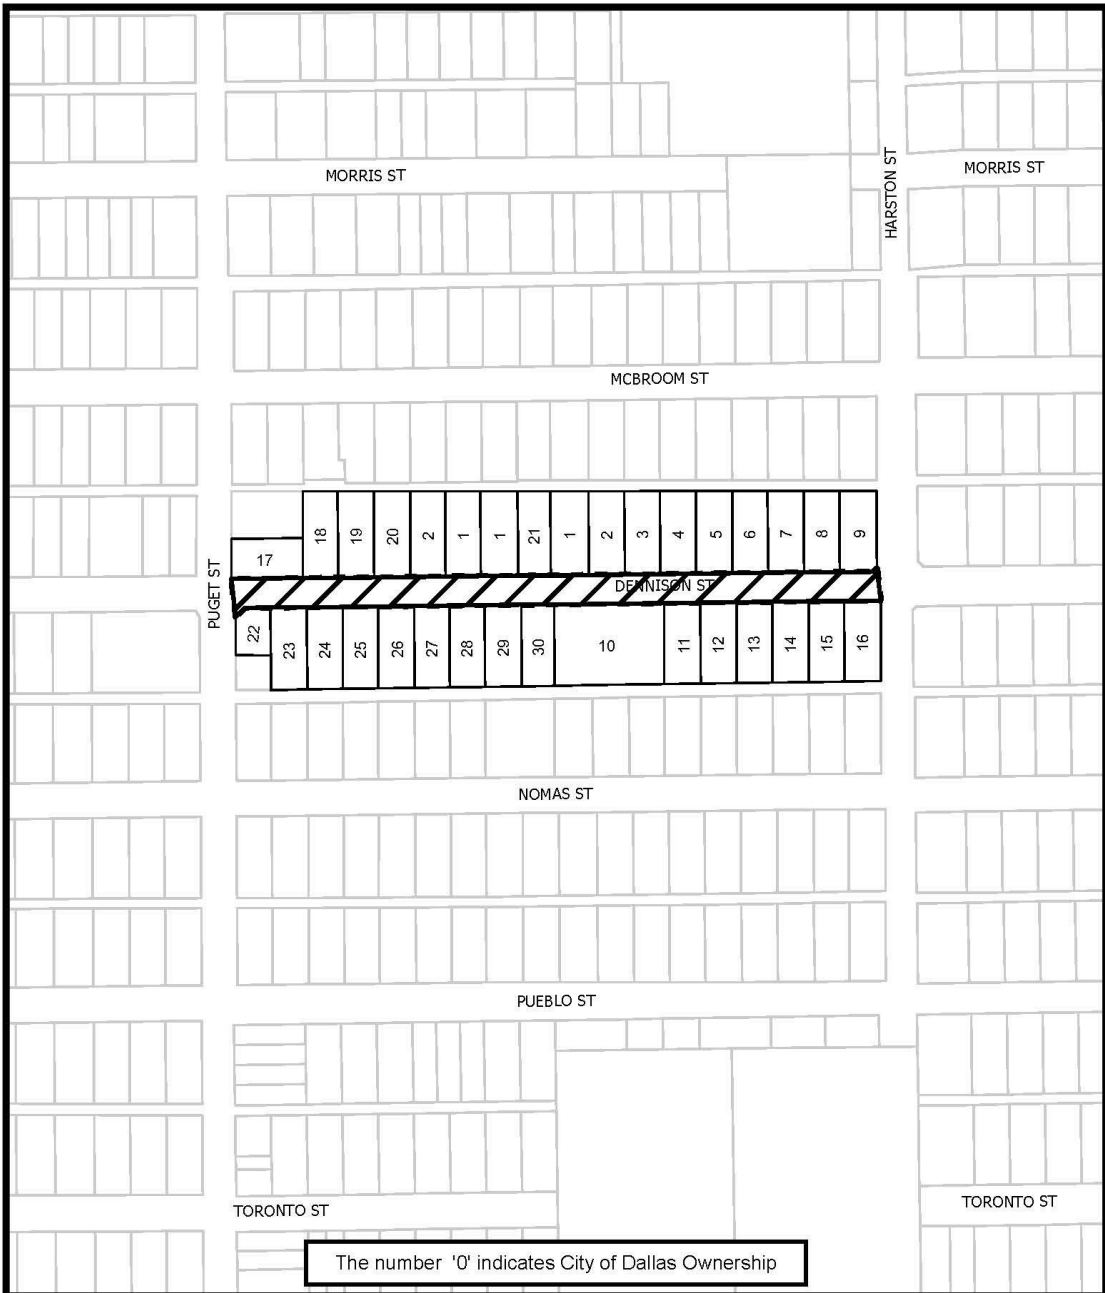 MORRIS ST
MORRIS ST
HARSTON ST
MCBROOM ST
18 19 20 2 1 1 21 1 2 3 4 5 6 7 8 9
17
PUGET ST
DENNISON ST
22 23 24 25 26 27 28 29 30 10 11 12 13 14 15 16
NOMAS ST
PUEBLO ST
TORONTO ST
TORONTO ST
The number '0' indicates City of Dallas Ownership